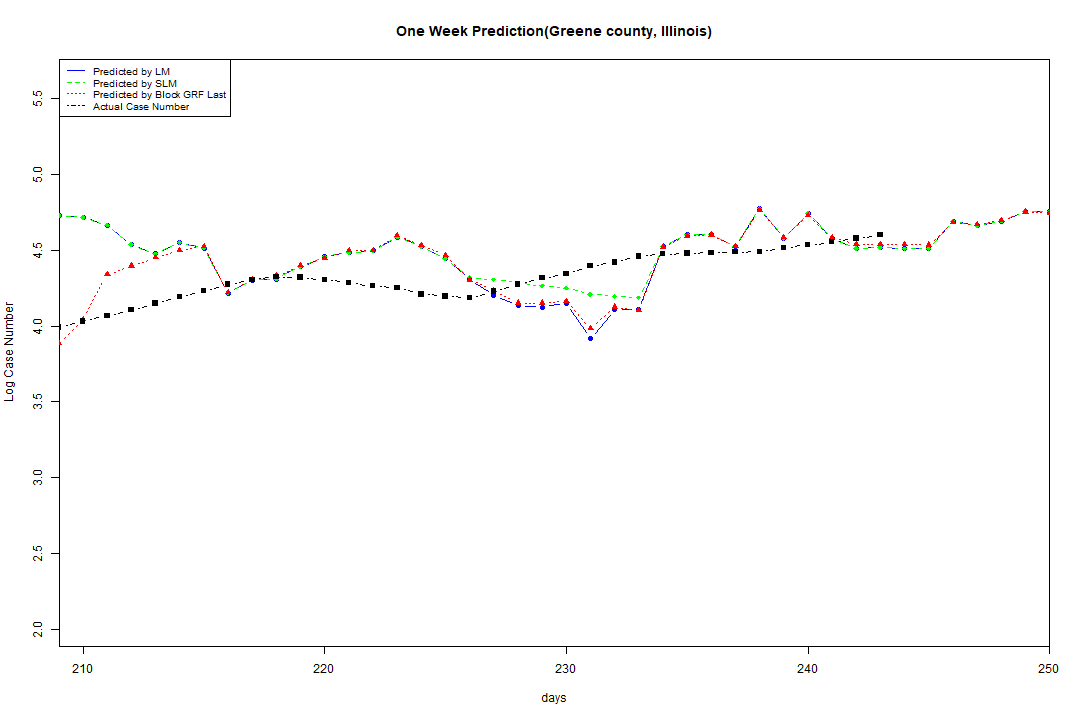 One Week Prediction(Greene county, Illinois)
Predicted by LM
Predicted by SLM
Predicted by Block GRF Last
Actual Case Number
5.5
5.0
4.5
4.0
3.5
3.0
2.5
2.0
Log Case Number
210 220 230 240 250
days